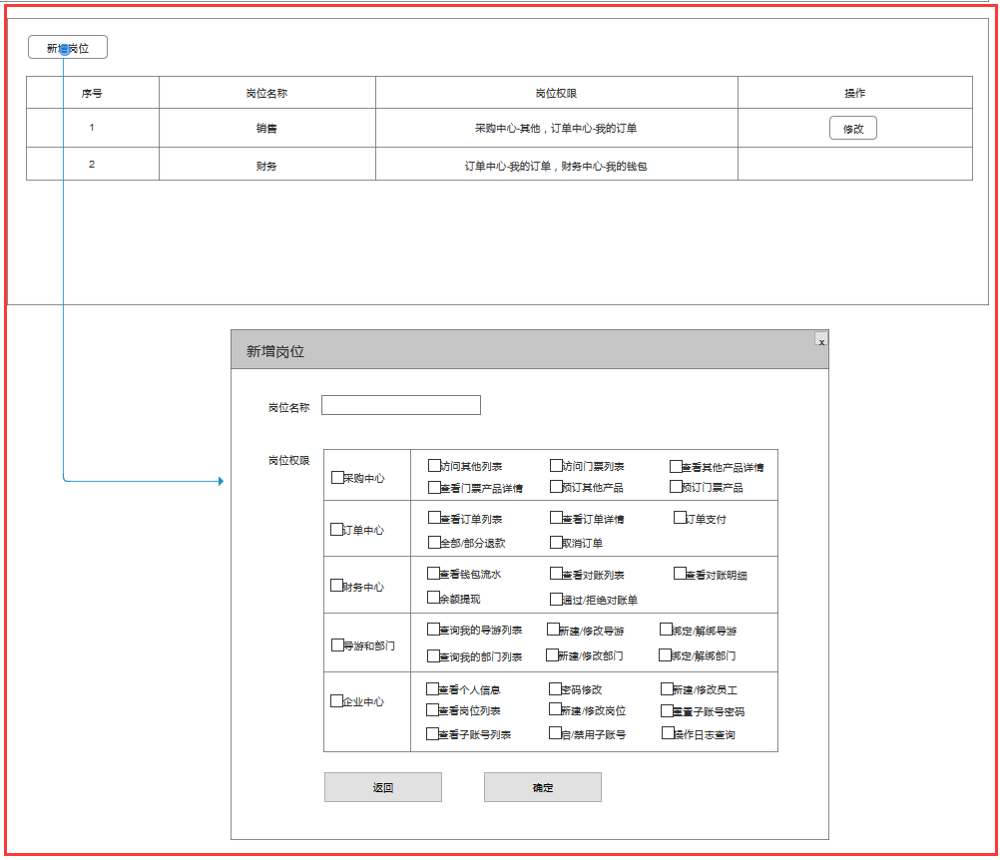 新增岗位
序号 岗位名称 岗位权限 操作
1 销售 采购中心-其他，订单中心-我的订单 修改
2 财务 订单中心-我的订单，财务中心-我的钱包
新增岗位 x
岗位名称
岗位权限
采购中心
访问其他列表 访问门票列表 查看其他产品详情
查看门票产品详情 预订其他产品 预订门票产品
订单中心
查看订单列表 查看订单详情 订单支付
全部/部分退款 取消订单
财务中心
查看钱包流水 查看对账列表 查看对账明细
余额提现 通过/拒绝对账单
导游和部门
查询我的导游列表 新建/修改导游 绑定/解绑导游
查询我的部门列表 新建/修改部门 绑定/解绑部门
企业中心
查看个人信息 密码修改 新建/修改员工
查看岗位列表 新建/修改岗位 重置子账号密码
查看子账号列表 启/禁用子账号 操作日志查询
返回 确定